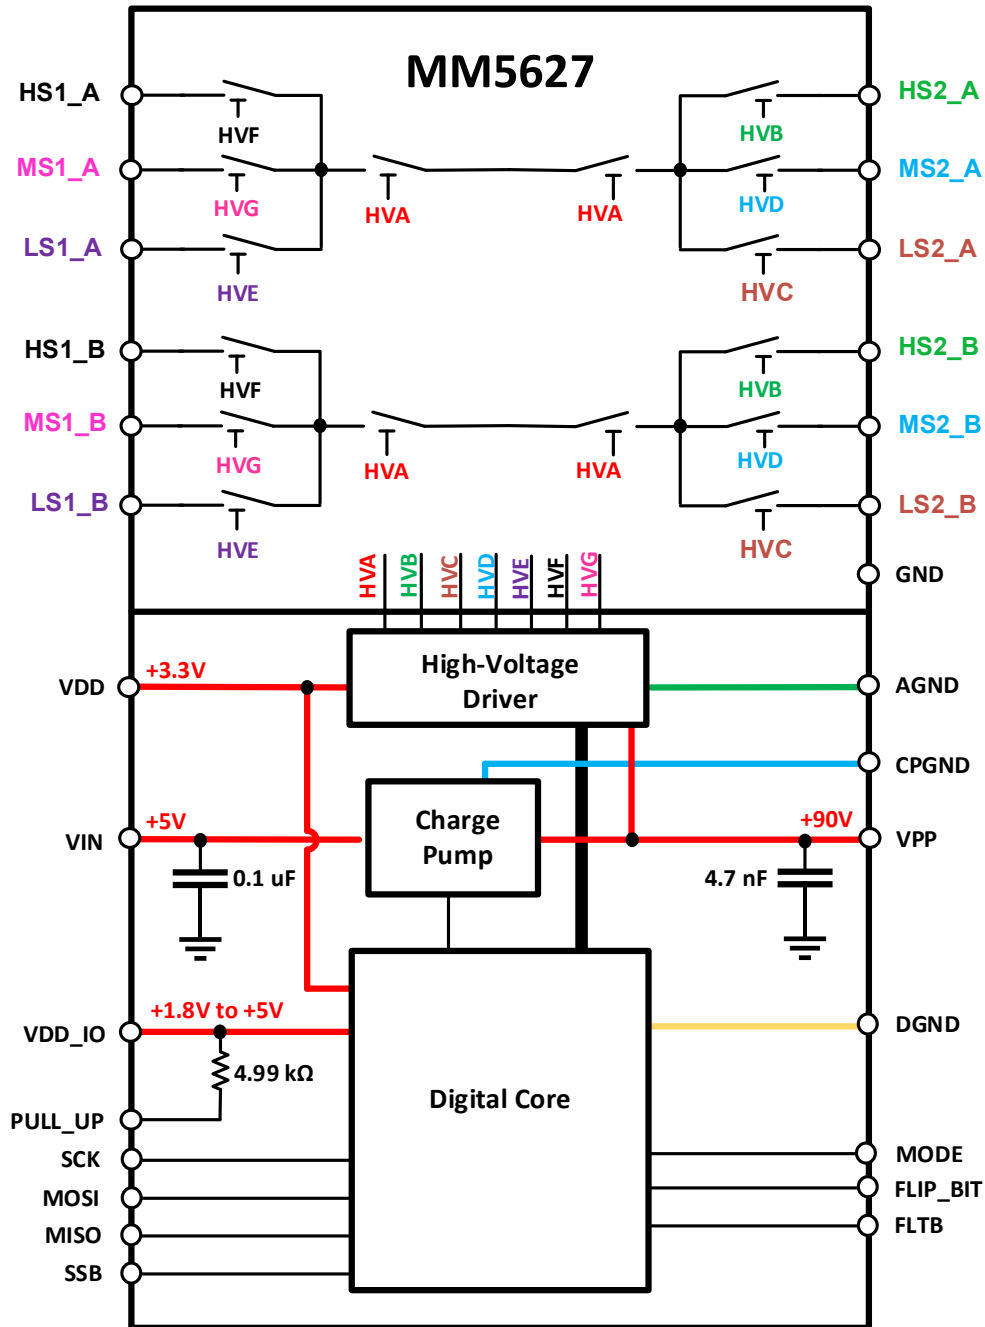 MM5627
HS1_A
HVF
HVB
HS2_A
MS1_A
HVG
HVA
HVA
HVD
MS2_A
LS1_A
HVE
HVC
LS2_A
HS1_B
HVF
HVB
HS2_B
MS1_B
HVG
HVA
HVA
HVD
MS2_B
LS1_B
HVE
HVC
LS2_B
HVA
HVB
HVC
HVD
HVE
HVF
HVG
GND
VDD
+3.3V
High-Voltage
Driver
AGND
CPGND
VIN
+5V
Charge
Pump
+90V
VPP
0.1 uF
4.7 nF
VDD_IO
+1.8V to +5V
DGND
4.99 kΩ
PULL_UP
Digital Core
SCK
MOSI
MISO
SSB
MODE
FLIP_BIT
FLTB